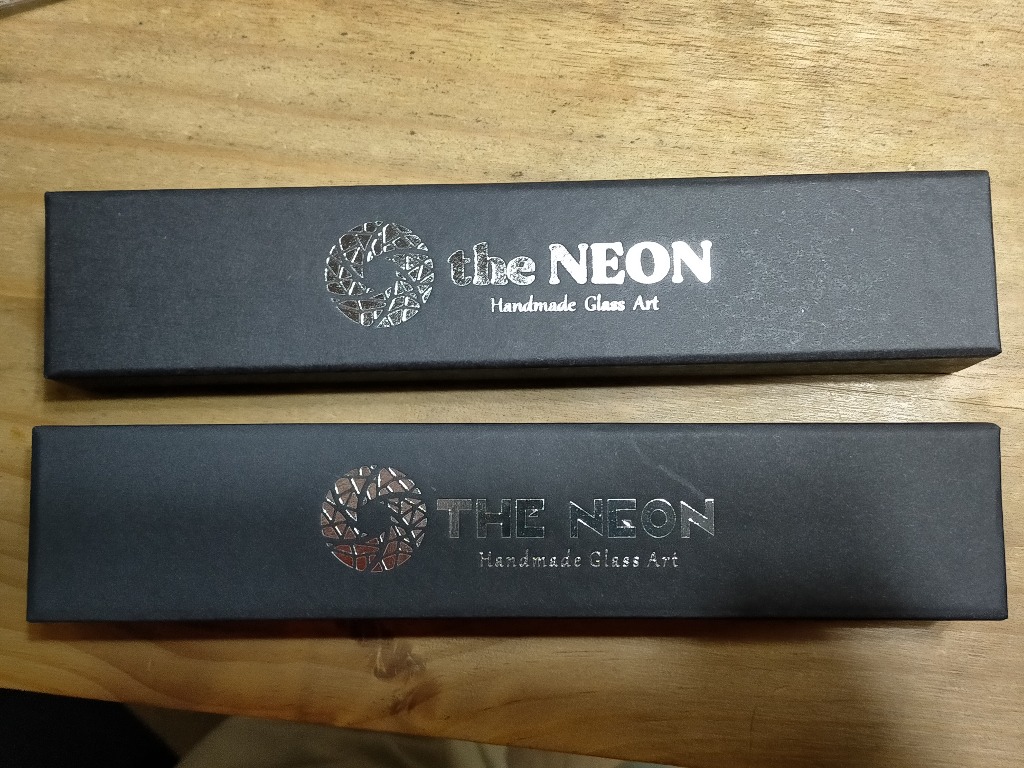 the NEON
Handmade Glass Art
THE NEON
Handmade Glass Art